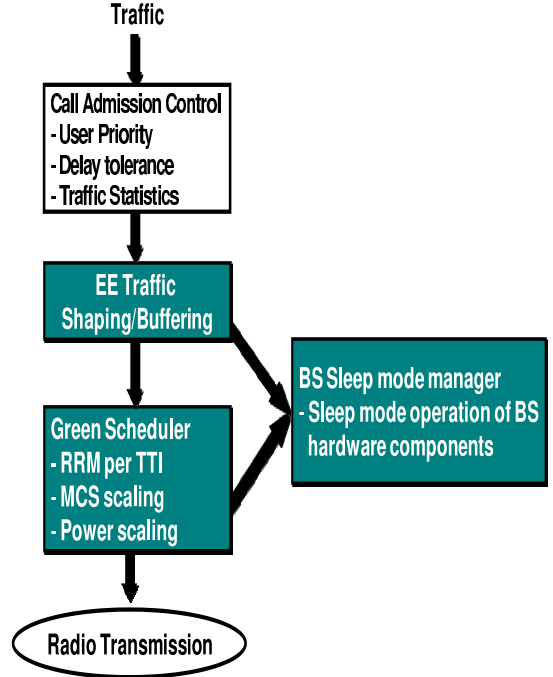 Traffic
Call Admission Control
- User Priority
- Delay tolerance
- Traffic Statistics
EE Traffic
Shaping/Buffering
BS Sleep mode manager
- Sleep mode operation of BS
hardware components
Green Scheduler
- RRM per TTI
- MCS scaling
- Power scaling
Radio Transmission